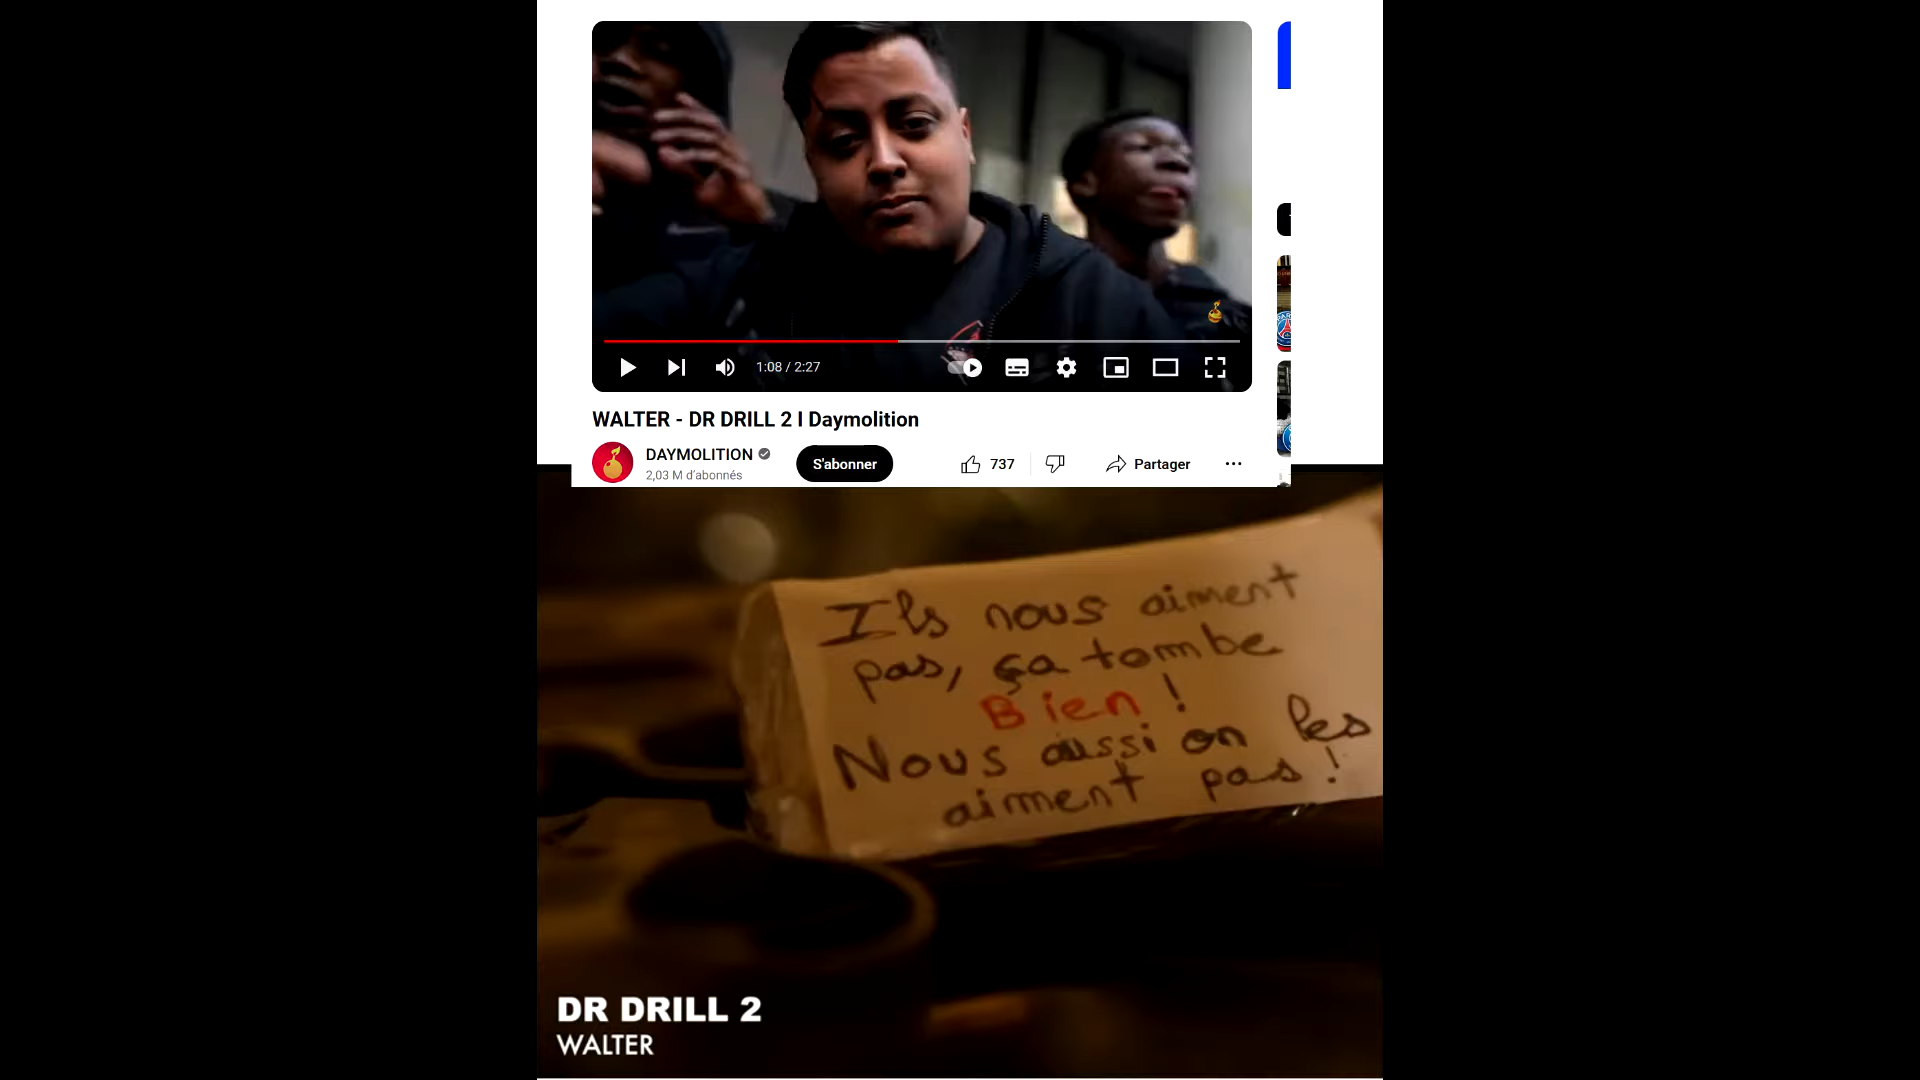 1:08 / 2:27
WALTER - DR DRILL 2 I Daymolition
DAYMOLITION
2,03 M d'abonnés
S'abonner
737
Partager
Ils nous aiment
pas, ça tombe
Bien !
Nous aussi on les
aiment pas !
DR DRILL 2
WALTER